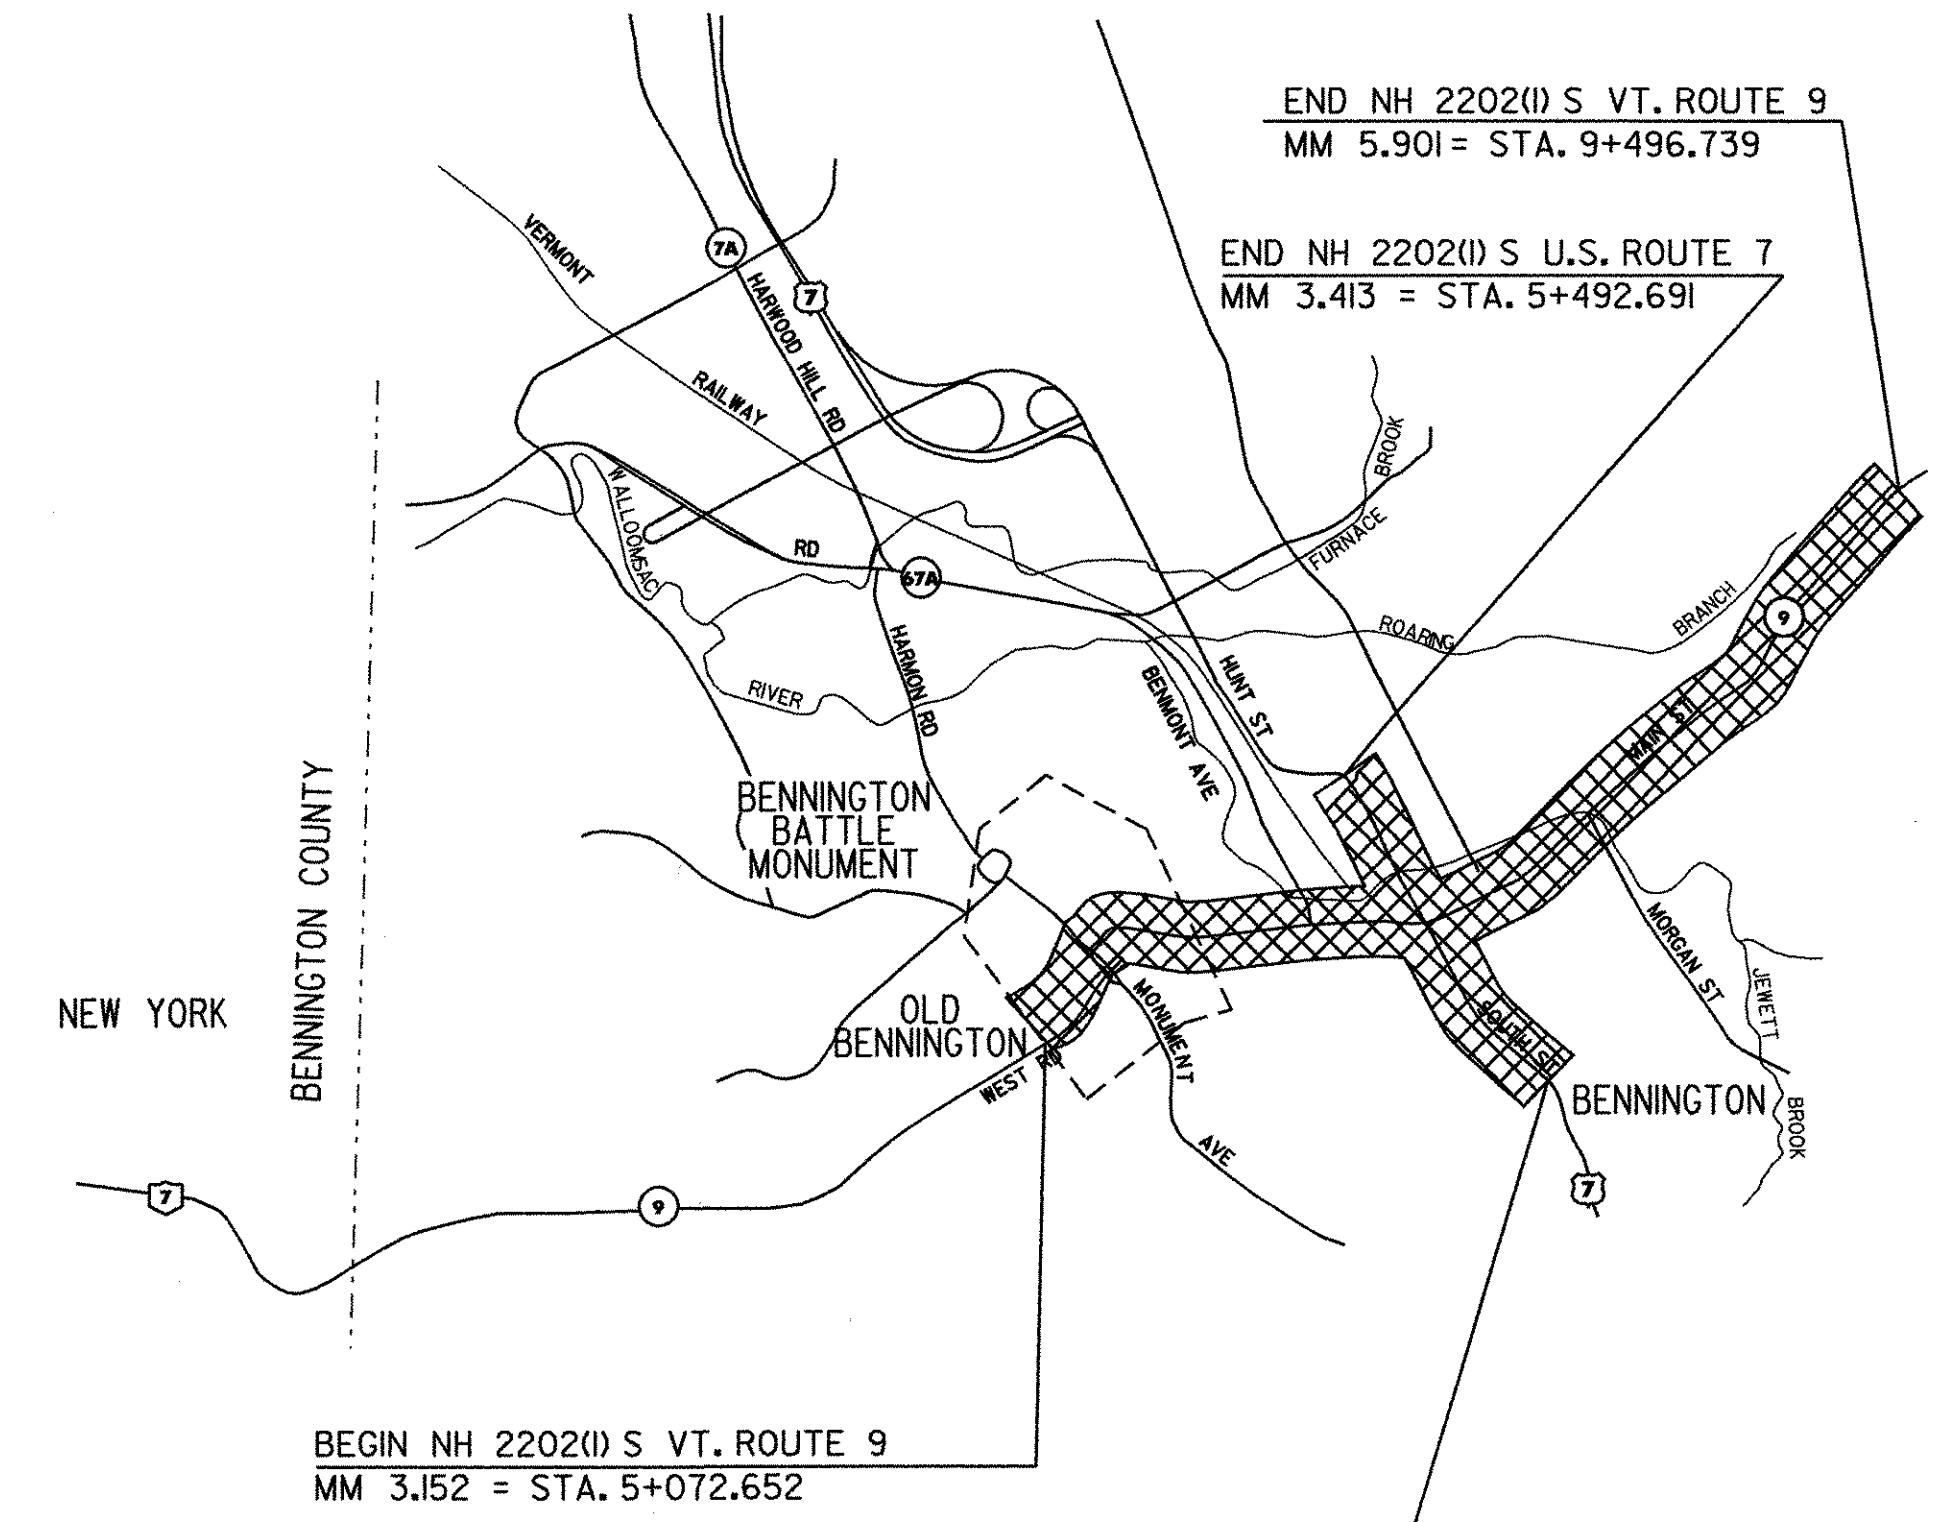 END NH 2202(1) S VT. ROUTE 9
MM 5.901 = STA. 9+496.739
END NH 2202(1) S U.S. ROUTE 7
MM 3.413 = STA. 5+492.691
VERMONT
RAILWAY
7A
7
HARWOOD HILL RD
BROOK
FURNACE
WALLOOMSAC
RD
67A
ROARING
BRANCH
9
HARMON RD
RIVER
HUNT ST
BENMONT AVE
MAIN ST
BENNINGTON
BATTLE
MONUMENT
BENNINGTON COUNTY
NEW YORK
OLD
BENNINGTON
WEST RD
MONUMENT
AVE
SOUTH ST
MORGAN ST
JEWETT
BROOK
BENNINGTON
7
7
9
BEGIN NH 2202(1) S VT. ROUTE 9
MM 3.152 = STA. 5+072.652